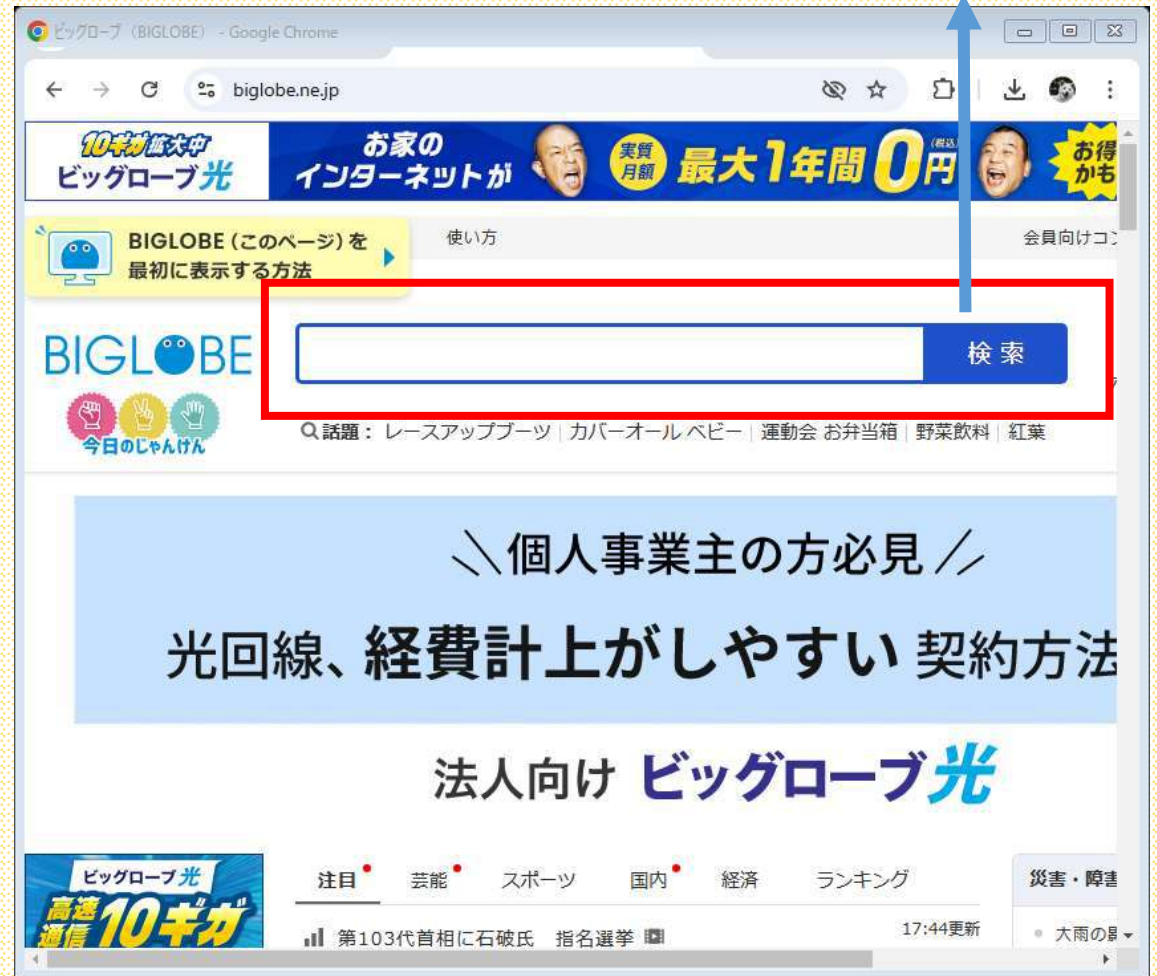 ビッグローブ（BIGLOBE） - Google Chrome
biglobe.ne.jp
10ギガ拡大中
ビッグローブ光
お家の
インターネットが
実質
月額
最大1年間0円
(税込)
お得
かも
BIGLOBE（このページ）を
最初に表示する方法
使い方
会員向けコン
BIGLOBE
検索
今日のじゃんけん
話題： レースアップブーツ | カバーオール ベビー | 運動会 お弁当箱 | 野菜飲料 | 紅葉
＼個人事業主の方必見／
光回線、経費計上がしやすい 契約方法
法人向け ビッグローブ光
ビッグローブ光
高速
通信
10ギガ
注目 芸能 スポーツ 国内 経済 ランキング
災害・障害
第103代首相に石破氏 指名選挙
17:44更新
大雨の影